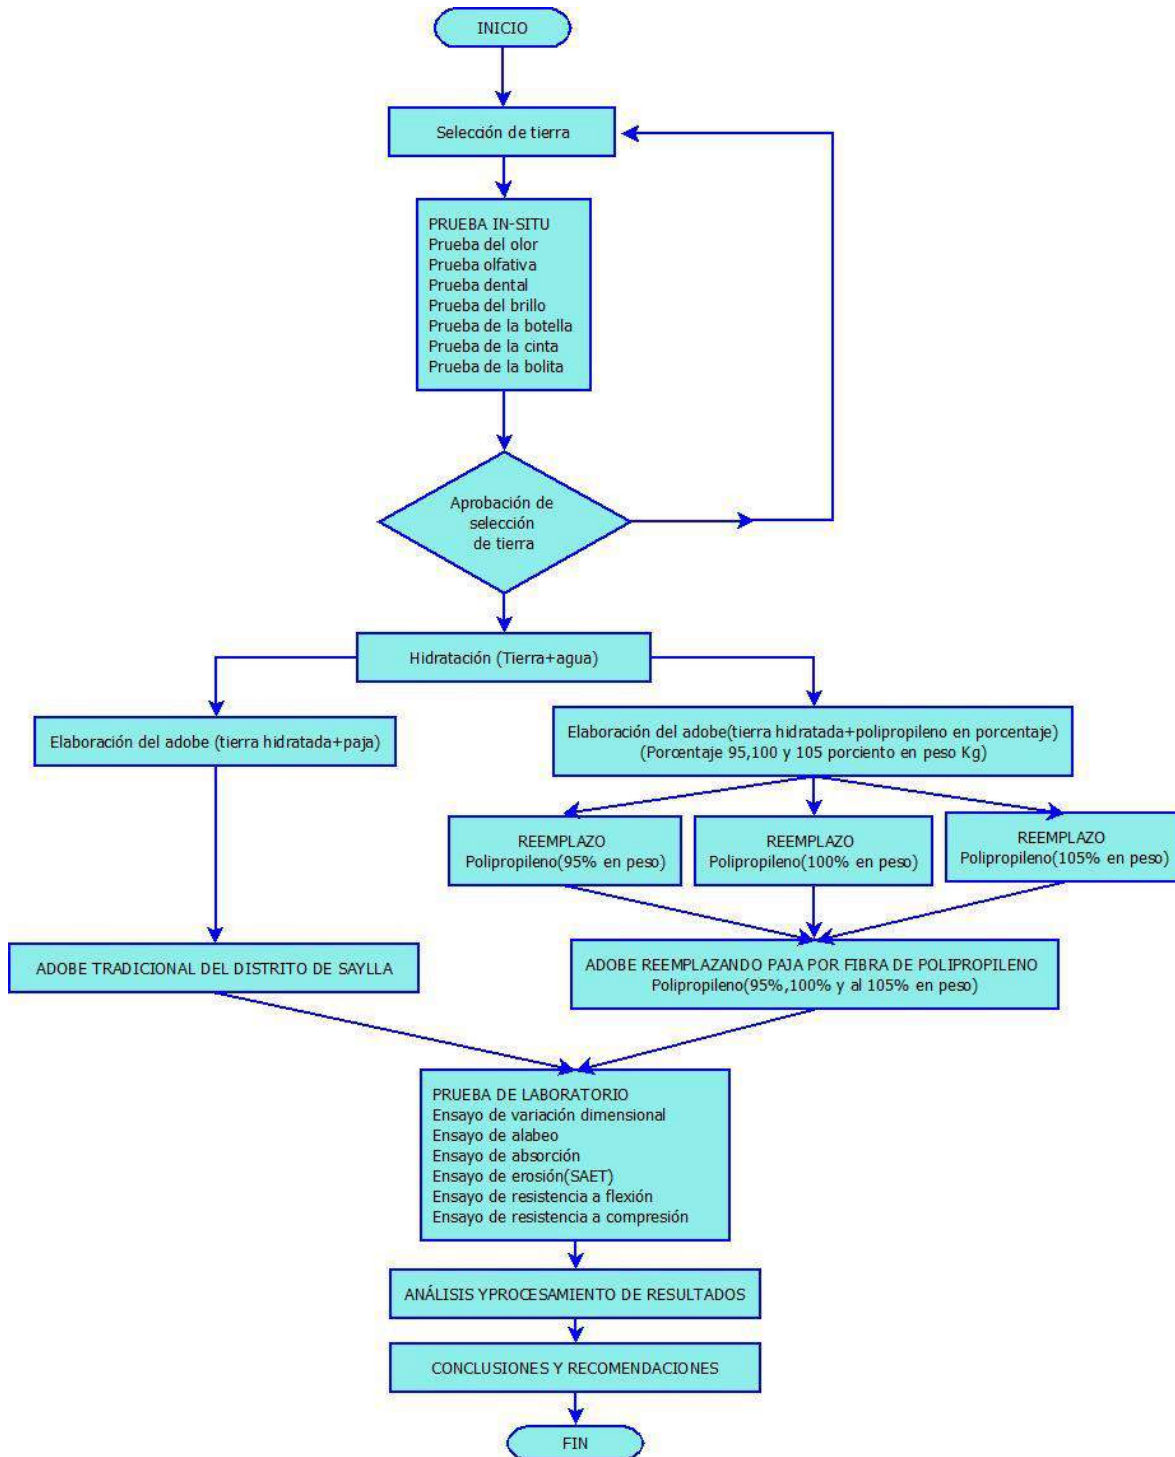 INICIO
Selección de tierra
PRUEBA IN-SITU
Prueba del olor
Prueba olfativa
Prueba dental
Prueba del brillo
Prueba de la botella
Prueba de la cinta
Prueba de la bolita
Aprobación de
selección
de tierra
Hidratación (Tierra+agua)
Elaboración del adobe (tierra hidratada+paja)
Elaboración del adobe(tierra hidratada+polipropileno en porcentaje)
(Porcentaje 95,100 y 105 porciento en peso Kg)
REEMPLAZO
Polipropileno(95% en peso)
REEMPLAZO
Polipropileno(100% en peso)
REEMPLAZO
Polipropileno(105% en peso)
ADOBE TRADICIONAL DEL DISTRITO DE SAYLLA
ADOBE REEMPLAZANDO PAJA POR FIBRA DE POLIPROPILENO
Polipropileno(95%,100% y al 105% en peso)
PRUEBA DE LABORATORIO
Ensayo de variación dimensional
Ensayo de alabeo
Ensayo de absorción
Ensayo de erosión(SAET)
Ensayo de resistencia a flexión
Ensayo de resistencia a compresión
ANÁLISIS YPROCESAMIENTO DE RESULTADOS
CONCLUSIONES Y RECOMENDACIONES
FIN